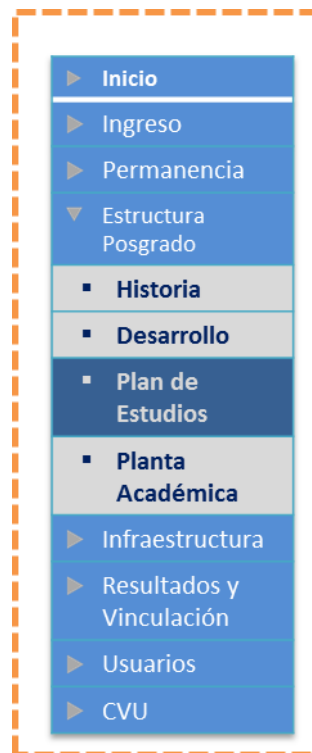 Inicio
Ingreso
Permanencia
Estructura
Posgrado
Historia
Desarrollo
Plan de
Estudios
Planta
Académica
Infraestructura
Resultados y
Vinculación
Usuarios
CVU